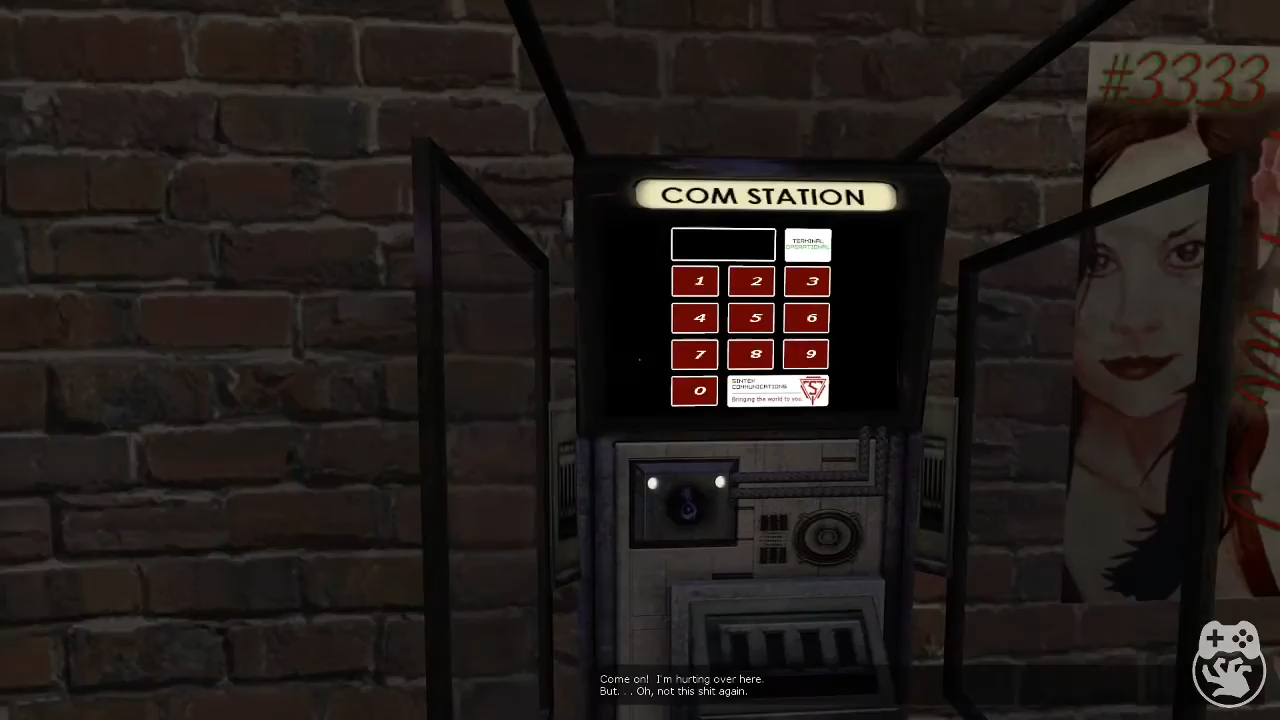 #3333
COM STATION
TERMINAL
OPERATIONAL
1 2 3
4 5 6
7 8 9
0
SINTEK
COMMUNICATIONS
Bringing the world to you.
Come on! I'm hurting over here.
But. . . Oh, not this shit again.